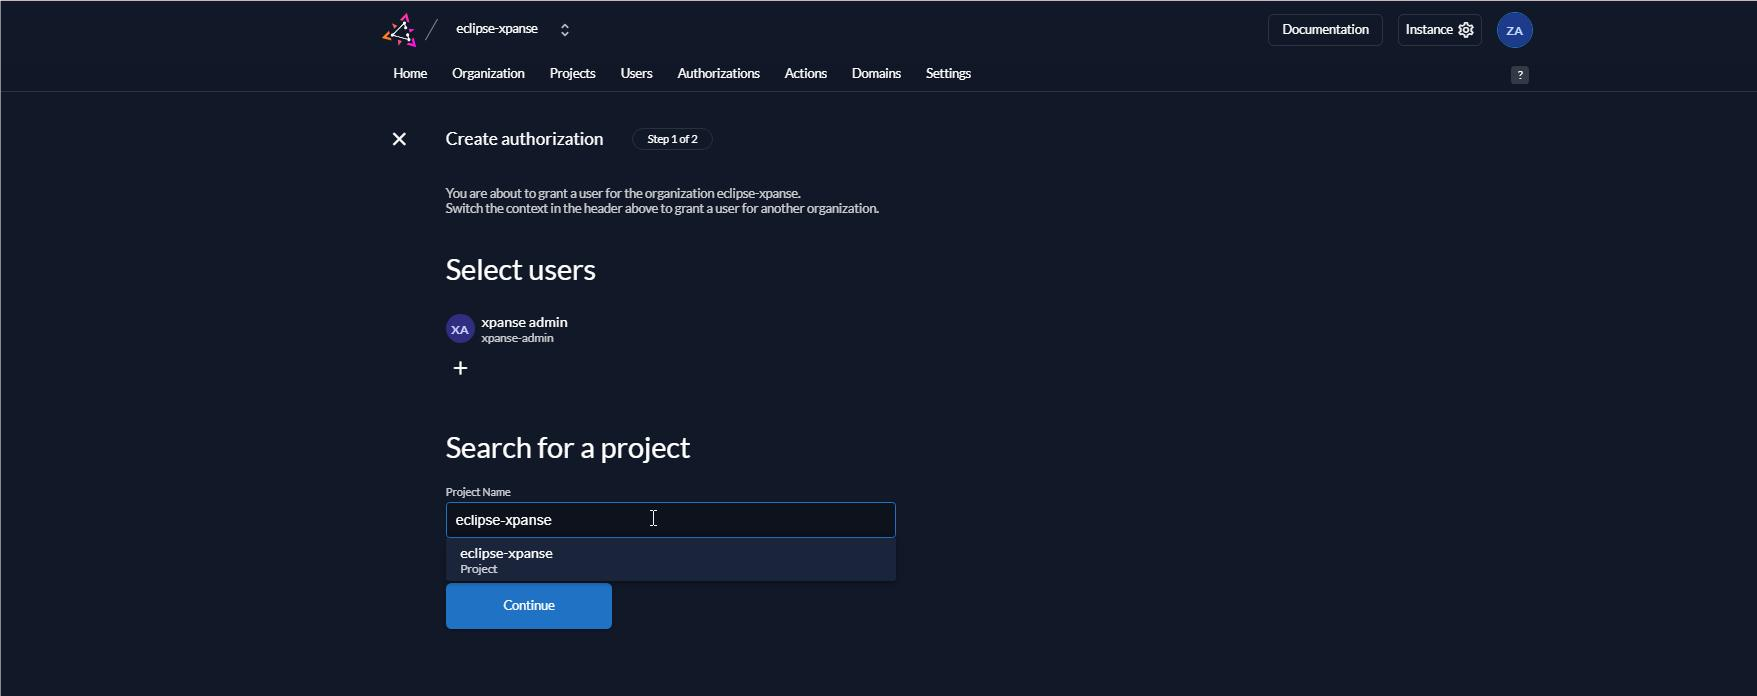 eclipse-xpanse
Documentation
Instance
ZA
Home Organization Projects Users Authorizations Actions Domains Settings
?
Create authorization
Step 1 of 2
You are about to grant a user for the organization eclipse-xpanse.
Switch the context in the header above to grant a user for another organization.
Select users
XA
xpanse admin
xpanse-admin
Search for a project
Project Name
eclipse-xpanse
eclipse-xpanse
Project
Continue